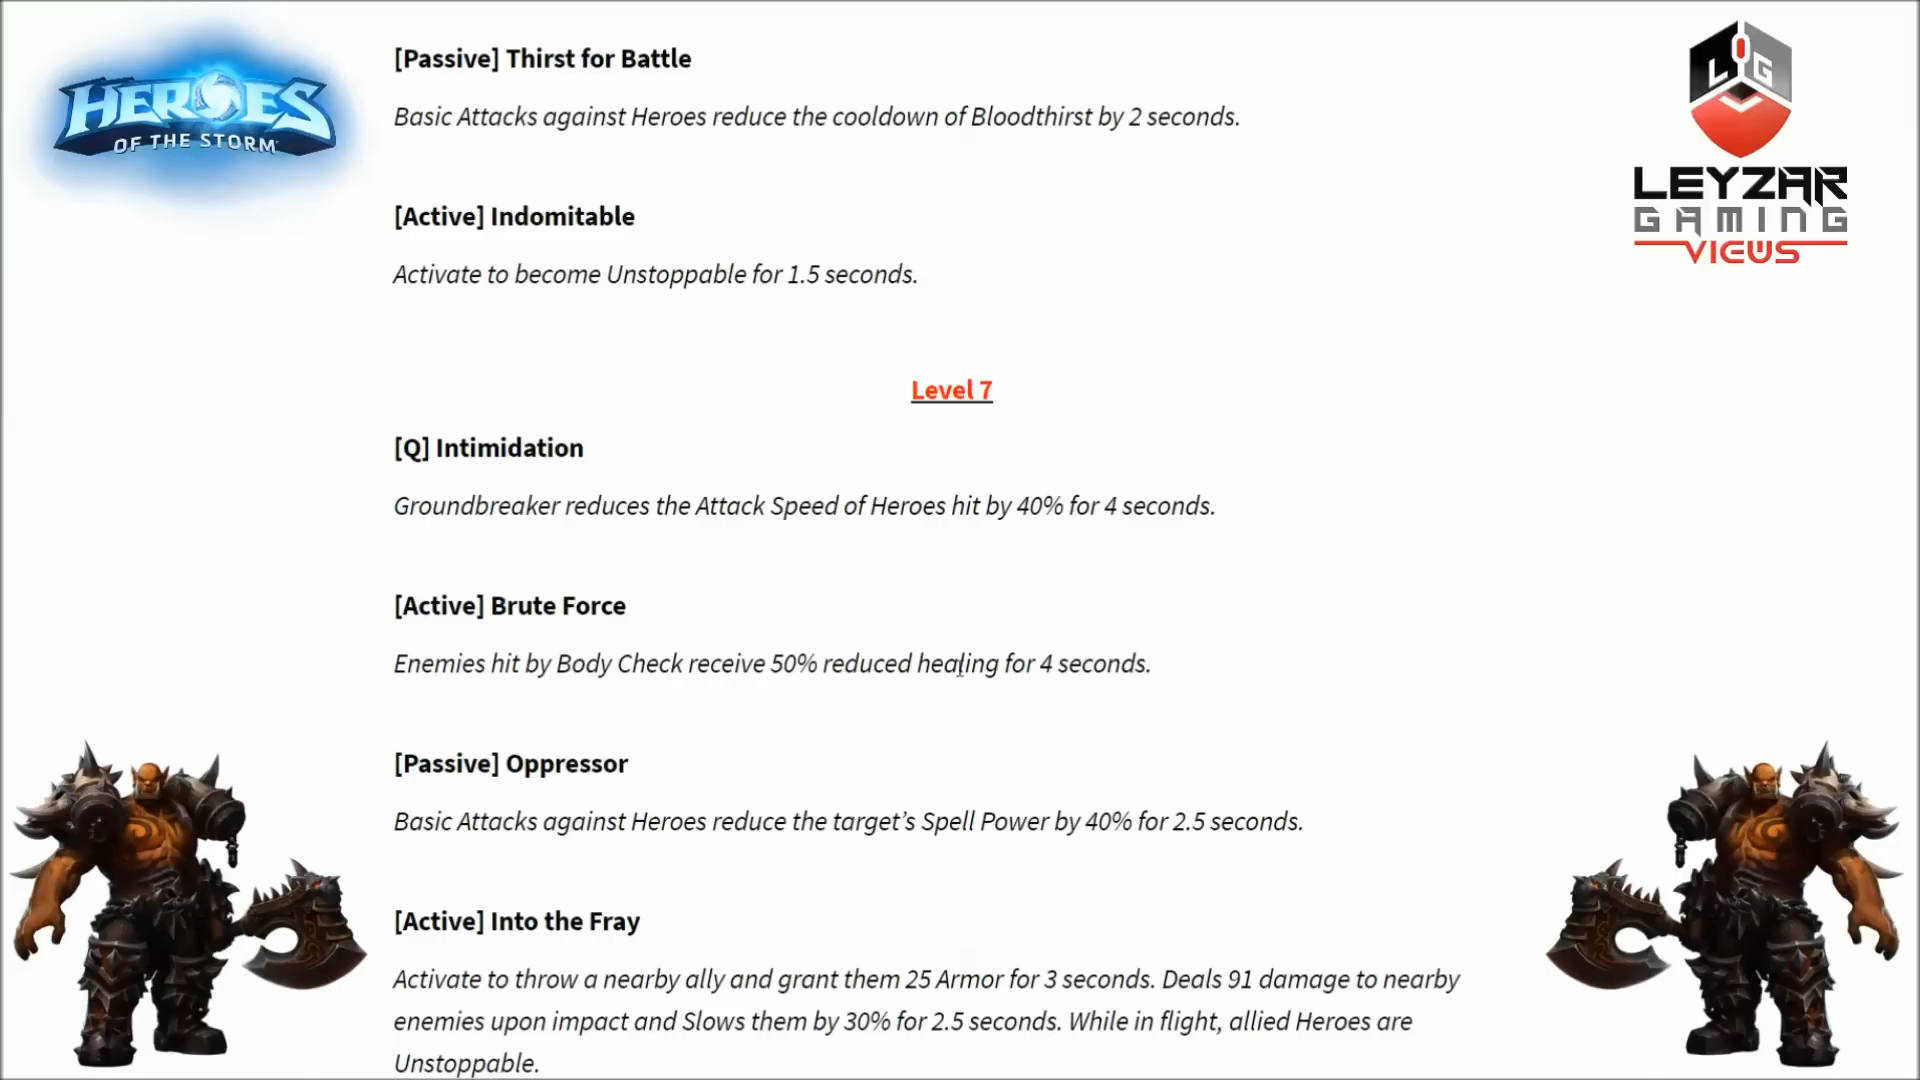 HEROES
OF THE STORM
LG
LEYZAR
GAMING
VIEWS
[Passive] Thirst for Battle
Basic Attacks against Heroes reduce the cooldown of Bloodthirst by 2 seconds.
[Active] Indomitable
Activate to become Unstoppable for 1.5 seconds.
Level 7
[Q] Intimidation
Groundbreaker reduces the Attack Speed of Heroes hit by 40% for 4 seconds.
[Active] Brute Force
Enemies hit by Body Check receive 50% reduced healing for 4 seconds.
[Passive] Oppressor
Basic Attacks against Heroes reduce the target’s Spell Power by 40% for 2.5 seconds.
[Active] Into the Fray
Activate to throw a nearby ally and grant them 25 Armor for 3 seconds. Deals 91 damage to nearby
enemies upon impact and Slows them by 30% for 2.5 seconds. While in flight, allied Heroes are
Unstoppable.